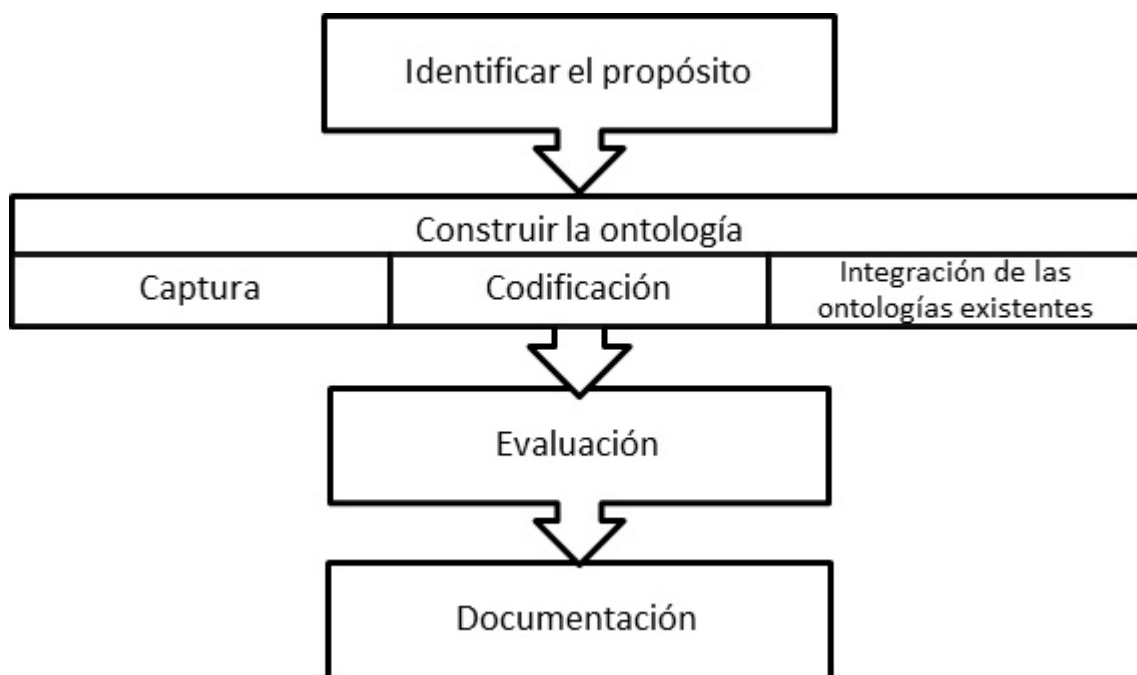 Identificar el propósito
Construir la ontología
Captura
Codificación
Integración de las
ontologías existentes
Evaluación
Documentación